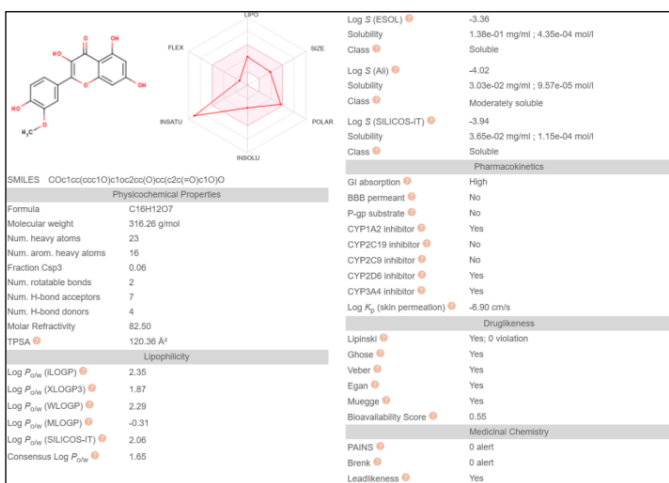 LIPO
FLEX
SIZE
INSATU
POLAR
INSOLU
OH
O
OH
HO
O
OH
HO
O
H₃C
SMILES COc1cc(ccc1O)c1oc2cc(O)cc(c2c(=O)c1O)O
Physicochemical Properties
Formula C16H12O7
Molecular weight 316.26 g/mol
Num. heavy atoms 23
Num. arom. heavy atoms 16
Fraction Csp3 0.06
Num. rotatable bonds 2
Num. H-bond acceptors 7
Num. H-bond donors 4
Molar Refractivity 82.50
TPSA ? 120.36 Å²
Lipophilicity
Log Po/w (iLOGP) ? 2.35
Log Po/w (XLOGP3) ? 1.87
Log Po/w (WLOGP) ? 2.29
Log Po/w (MLOGP) ? -0.31
Log Po/w (SILICOS-IT) ? 2.06
Consensus Log Po/w ? 1.65
Log S (ESOL) ? -3.36
Solubility 1.38e-01 mg/ml ; 4.35e-04 mol/l
Class ? Soluble
Log S (Ali) ? -4.02
Solubility 3.03e-02 mg/ml ; 9.57e-05 mol/l
Class ? Moderately soluble
Log S (SILICOS-IT) ? -3.94
Solubility 3.65e-02 mg/ml ; 1.15e-04 mol/l
Class ? Soluble
Pharmacokinetics
GI absorption ? High
BBB permeant ? No
P-gp substrate ? No
CYP1A2 inhibitor ? Yes
CYP2C19 inhibitor ? No
CYP2C9 inhibitor ? No
CYP2D6 inhibitor ? Yes
CYP3A4 inhibitor ? Yes
Log Kp (skin permeation) ? -6.90 cm/s
Druglikeness
Lipinski ? Yes; 0 violation
Ghose ? Yes
Veber ? Yes
Egan ? Yes
Muegge ? Yes
Bioavailability Score ? 0.55
Medicinal Chemistry
PAINS ? 0 alert
Brenk ? 0 alert
Leadlikeness ? Yes